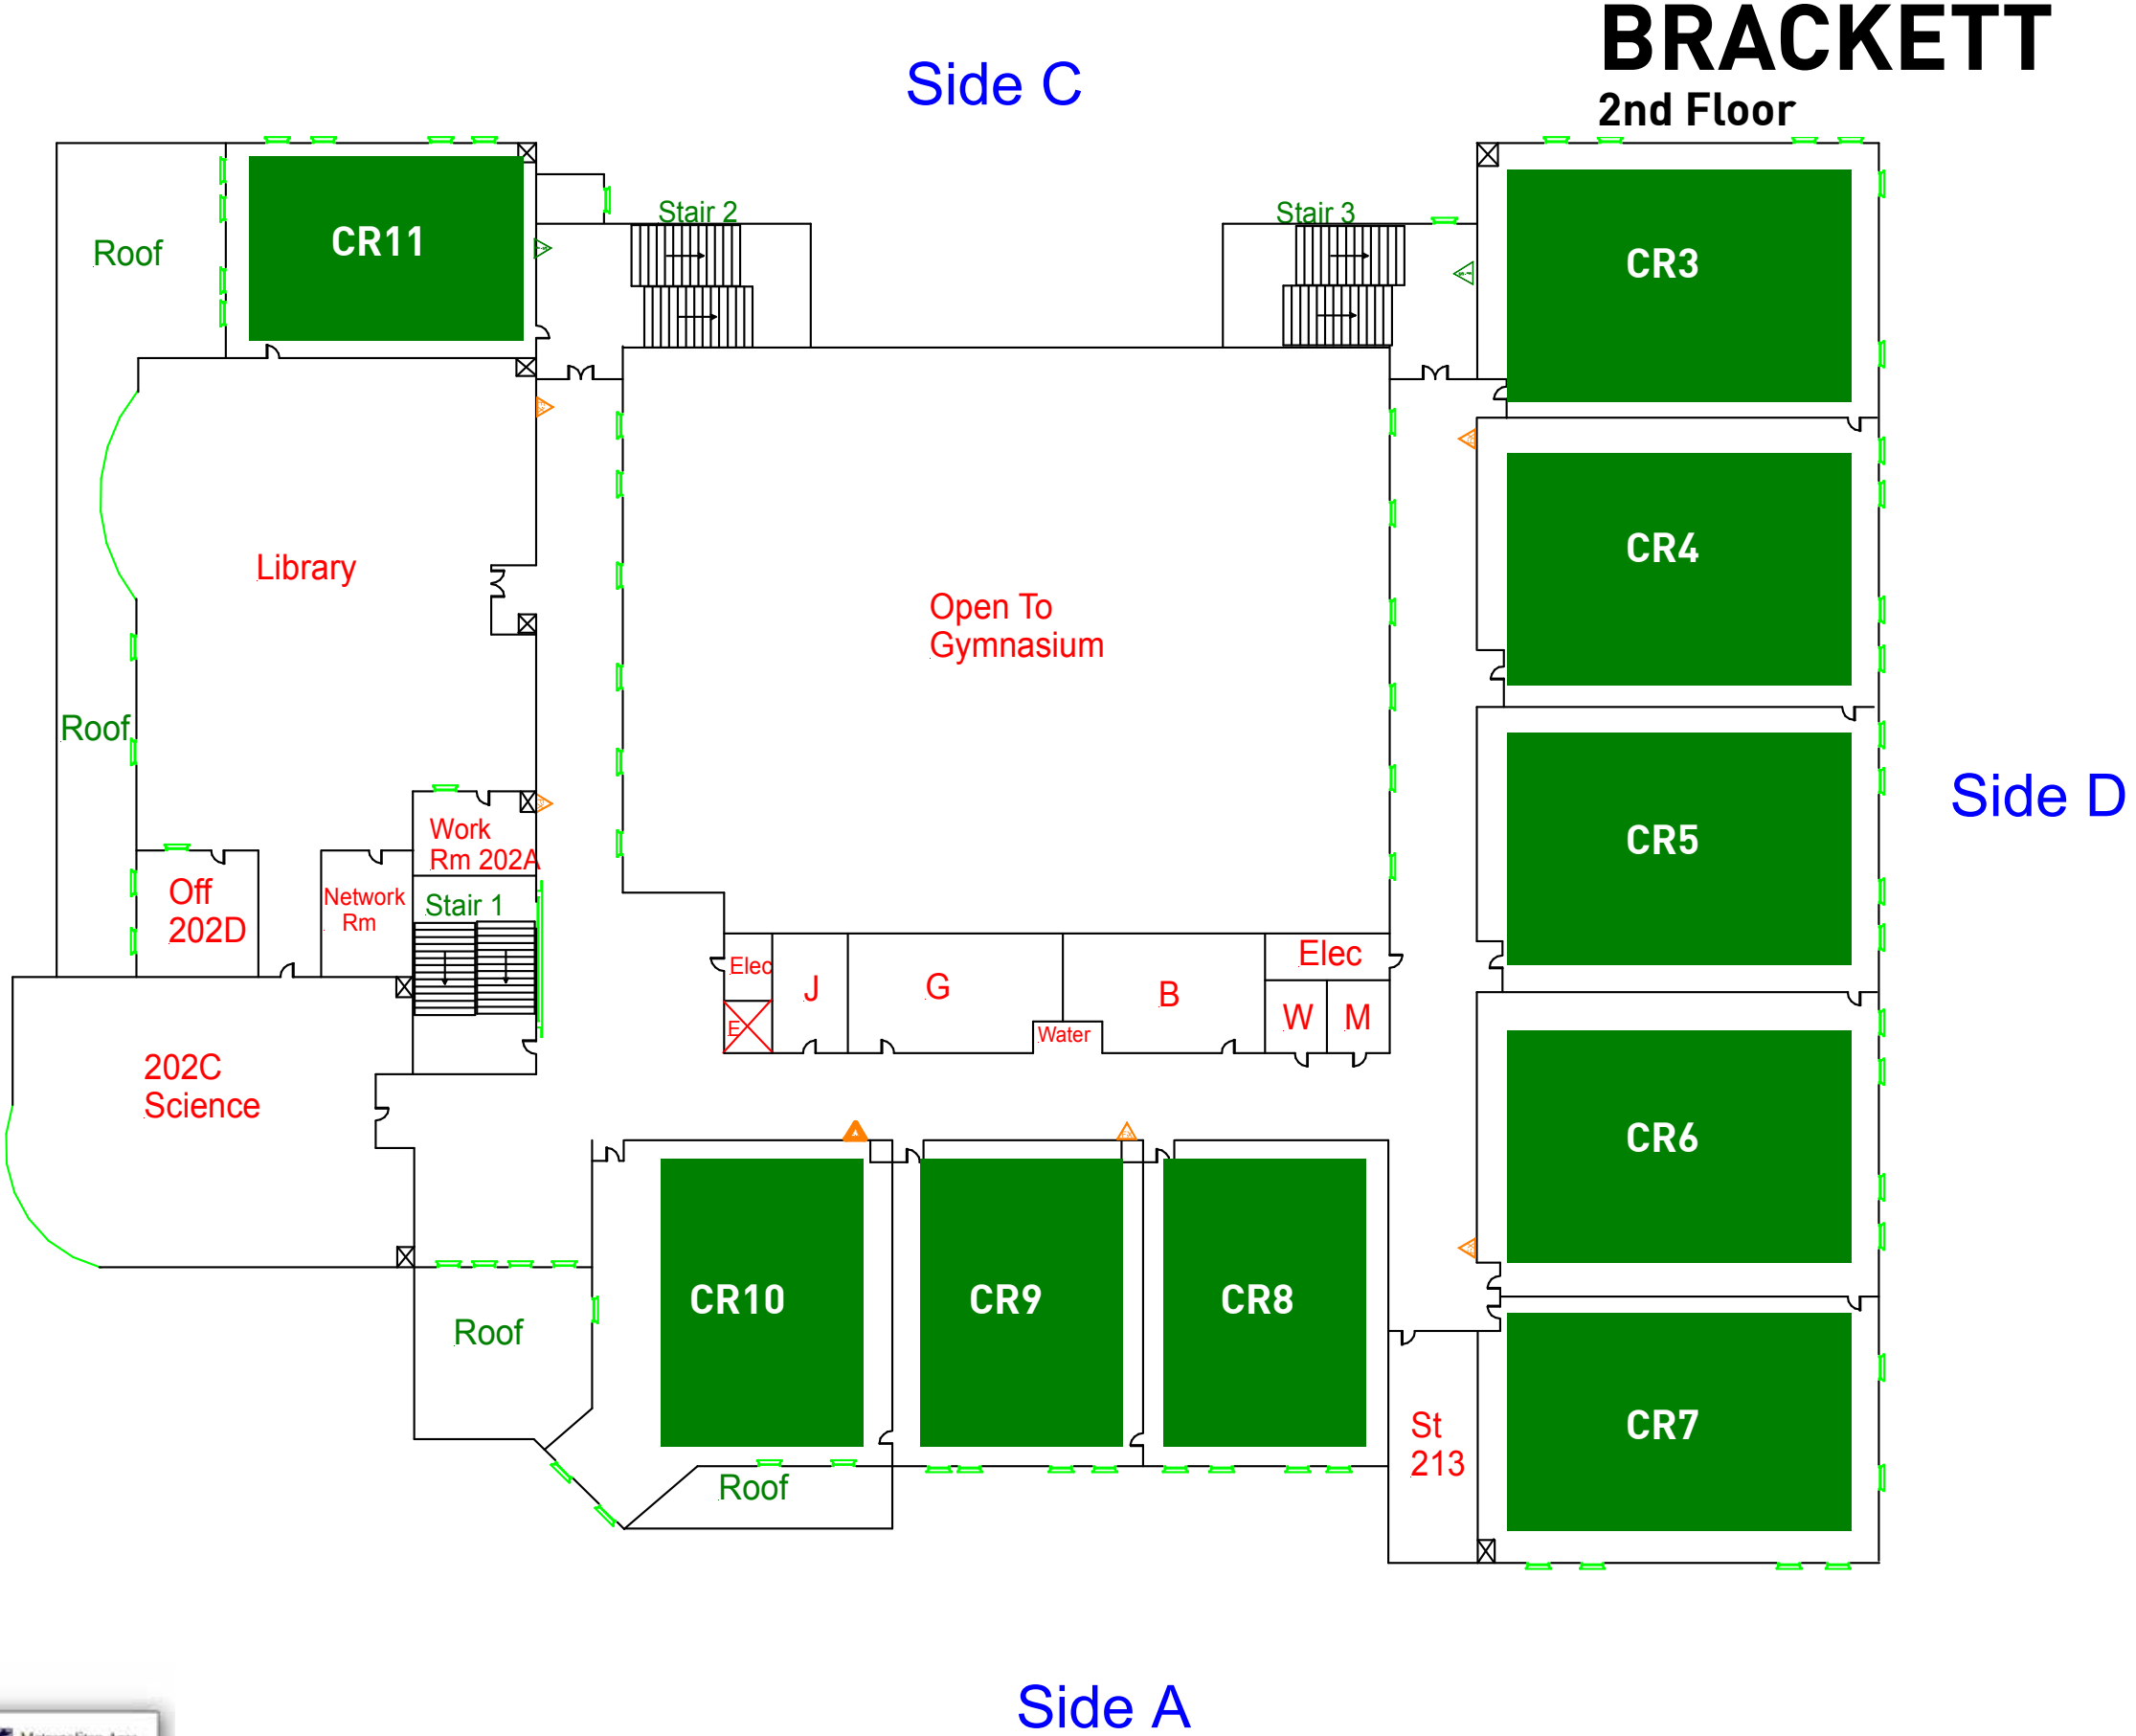 BRACKETT
2nd Floor
Side C
Stair 2
Stair 3
Roof
CR11
CR3
Library
CR4
Open To
Gymnasium
Roof
Side D
Work
Rm 202A
CR5
Off
202D
Network
Rm
Stair 1
Elec
J
G
B
Elec
E
Water
W
M
202C
Science
CR6
CR10
CR9
CR8
Roof
St
213
CR7
Roof
Side A